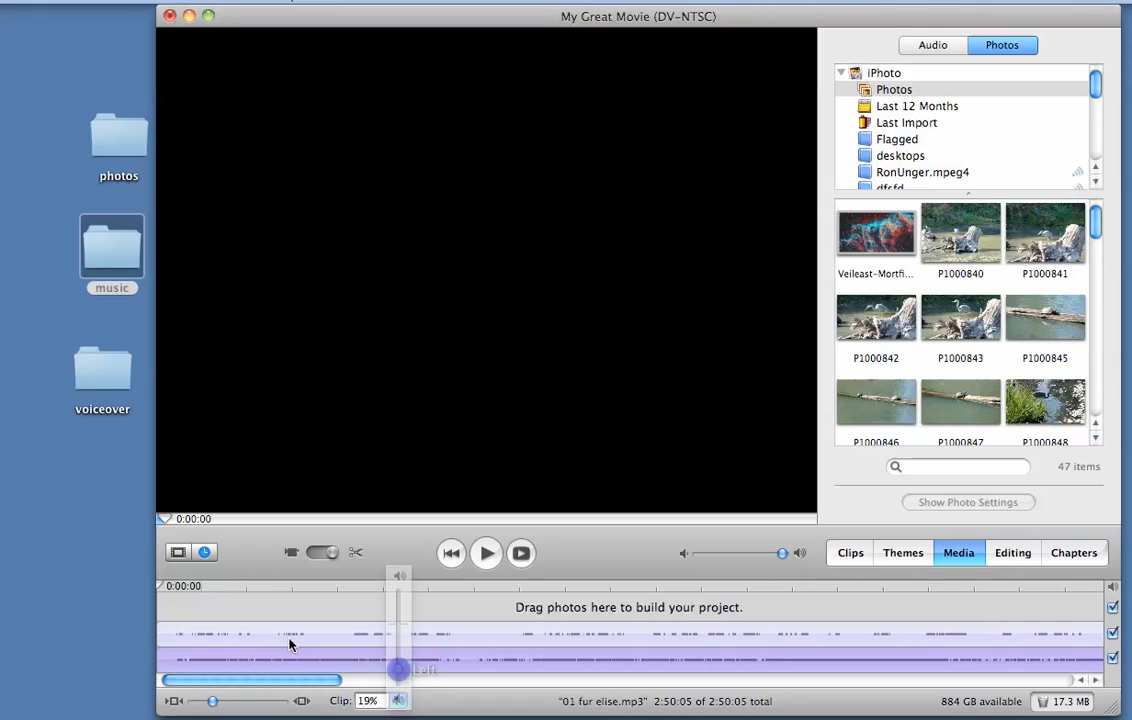 My Great Movie (DV-NTSC)
Audio
Photos
iPhoto
Photos
Last 12 Months
Last Import
Flagged
desktops
RonUnger.mpeg4
dfsfd
photos
music
voiceover
Veileast-Mortfi...
P1000840
P1000841
P1000842
P1000843
P1000845
P1000846
P1000847
P1000848
47 items
Show Photo Settings
0:00:00
Clips
Themes
Media
Editing
Chapters
0:00:00
Drag photos here to build your project.
Left
Clip: 19%
"01 fur elise.mp3" 2:50:05 of 2:50:05 total
884 GB available
17.3 MB